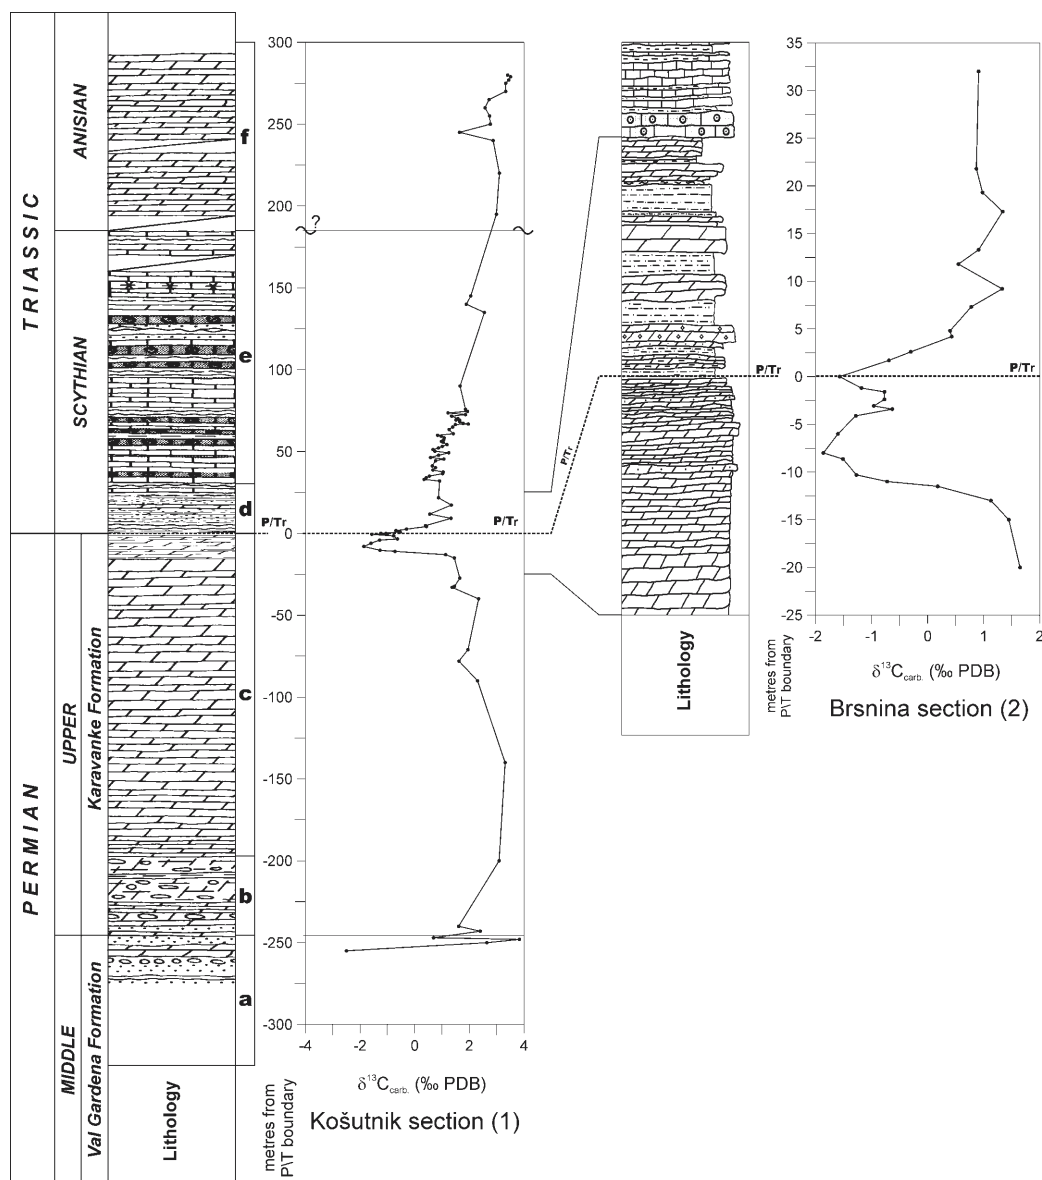 TRIASSIC
PERMIAN
ANISIAN
SCYTHIAN
UPPER
MIDDLE
Karavanke Formation
Val Gardena Formation
Lithology
f
e
d
c
b
a
?
300
250
200
150
100
50
0
-50
-100
-150
-200
-250
-300
P/Tr
P/Tr
-4
-2
0
2
4
metres from
P\T boundary
δ¹³Ccarb. (‰ PDB)
Košutnik section (1)
P/Tr
Lithology
35
30
25
20
15
10
5
0
-5
-10
-15
-20
-25
P/Tr
P/Tr
-2
-1
0
1
2
metres from
P\T boundary
δ¹³Ccarb. (‰ PDB)
Brsnina section (2)